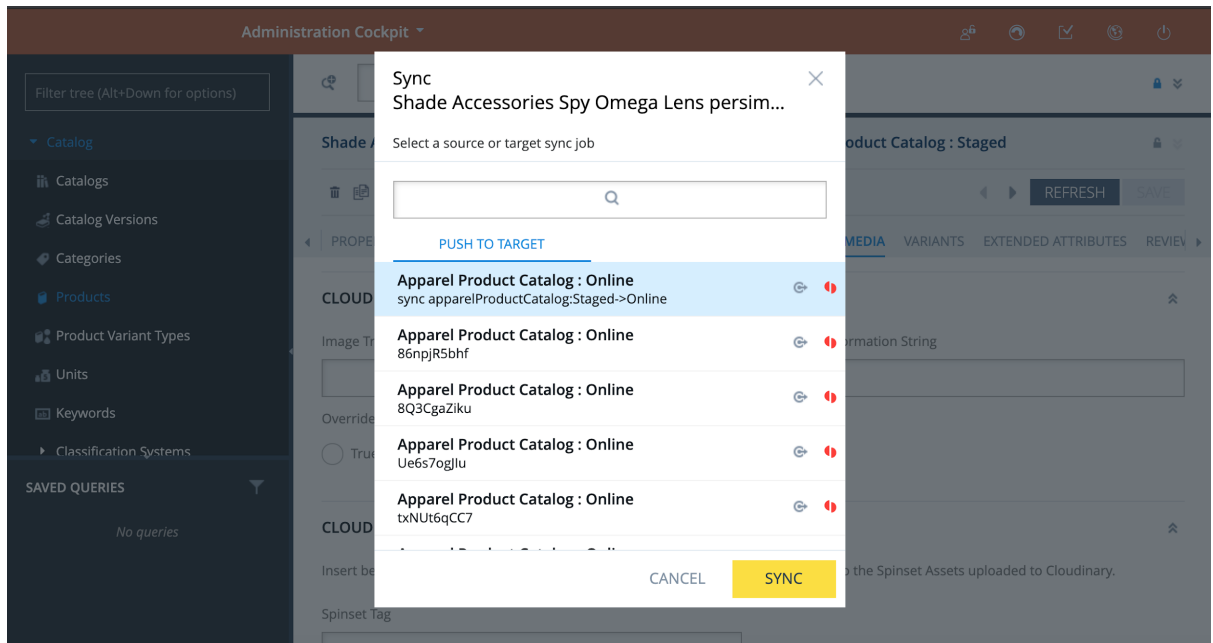 Administration Cockpit
Filter tree (Alt+Down for options)
Catalog
Catalogs
Catalog Versions
Categories
Products
Product Variant Types
Units
Keywords
Classification Systems
SAVED QUERIES
No queries
Shade
oduct Catalog : Staged
REFRESH
SAVE
PROPE
MEDIA
VARIANTS
EXTENDED ATTRIBUTES
REVIEW
CLOUD
Image Tr
ormation String
Override
True
CLOUD
Insert be
the Spinset Assets uploaded to Cloudinary.
Spinset Tag
Sync
Shade Accessories Spy Omega Lens persim...
Select a source or target sync job
PUSH TO TARGET
Apparel Product Catalog : Online
sync apparelProductCatalog:Staged->Online
Apparel Product Catalog : Online
86npjR5bhf
Apparel Product Catalog : Online
8Q3CgaZiku
Apparel Product Catalog : Online
Apparel Product Catalog : Online
txNUt6qCC7
CANCEL
SYNC